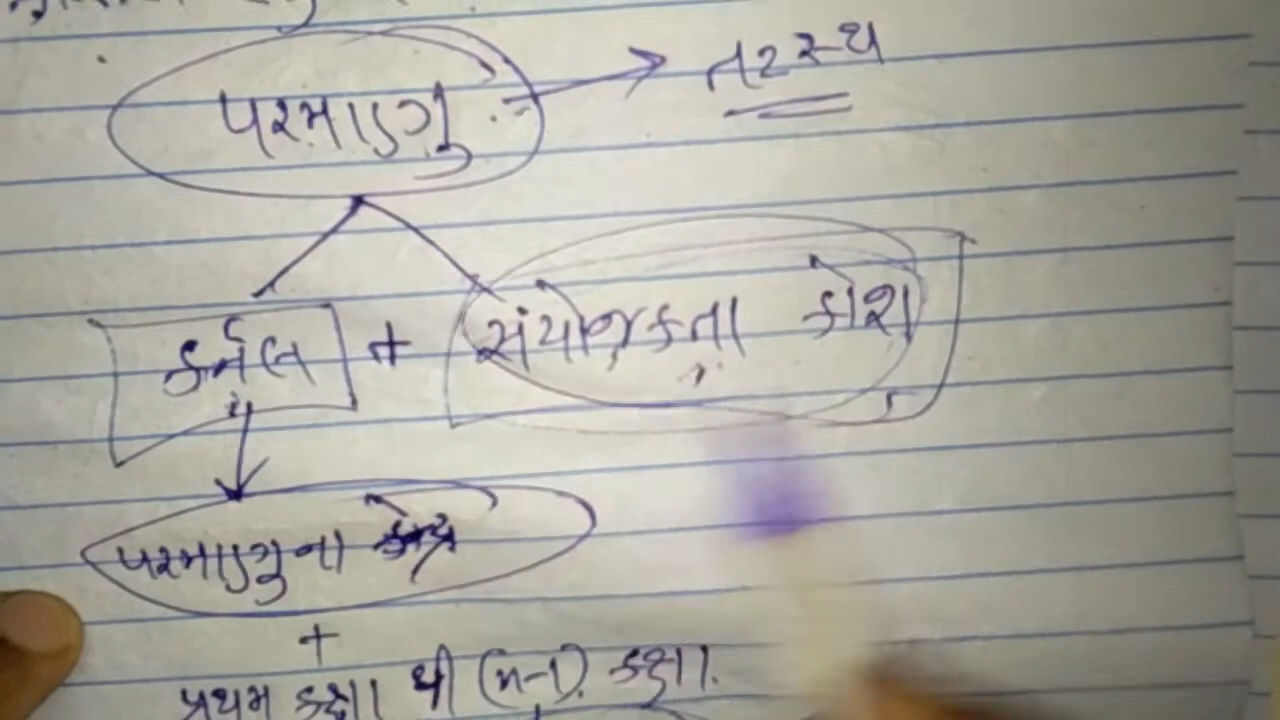 પરમાણુ → તટસ્થ
કર્નલ + સંયોજકતા કોશ
પરમાણુના કેન્દ્ર
+
પ્રથમ કક્ષા થી (n-1) કક્ષા.